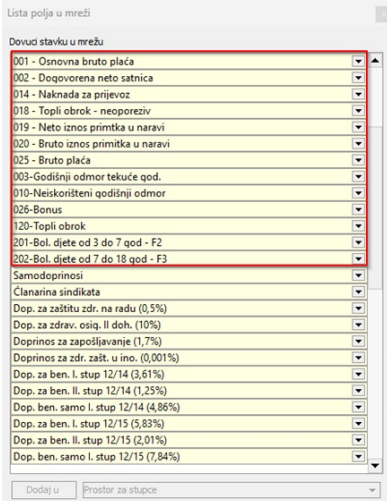 Lista polja u mreži
Dovuci stavku u mrežu
001 - Osnovna bruto plaća
002 - Dogovorena neto satnica
014 - Naknada za prijevoz
018 - Topli obrok - neoporeziv
019 - Neto iznos primtka u naravi
020 - Bruto iznos primitka u naravi
025 - Bruto plaća
003-Godišnji odmor tekuće god.
010-Neiskorišteni godišnji odmor
026-Bonus
120-Topli obrok
201-Bol. djete od 3 do 7 god - F2
202-Bol. djete od 7 do 18 god - F3
Samodoprinosi
Članarina sindikata
Dop. za zaštitu zdr. na radu (0,5%)
Dop. za zdrav. osig. II doh. (10%)
Doprinos za zapošljavanje (1,7%)
Doprinos za zdr. zašt. u ino. (0,001%)
Dop. za ben. I. stup 12/14 (3,61%)
Dop. za ben. II. stup 12/14 (1,25%)
Dop. ben. samo I. stup 12/14 (4,86%)
Dop. za ben. I. stup 12/15 (5,83%)
Dop. za ben. II. stup 12/15 (2,01%)
Dop. ben. samo I. stup 12/15 (7,84%)
Dodaj u
Prostor za stupce